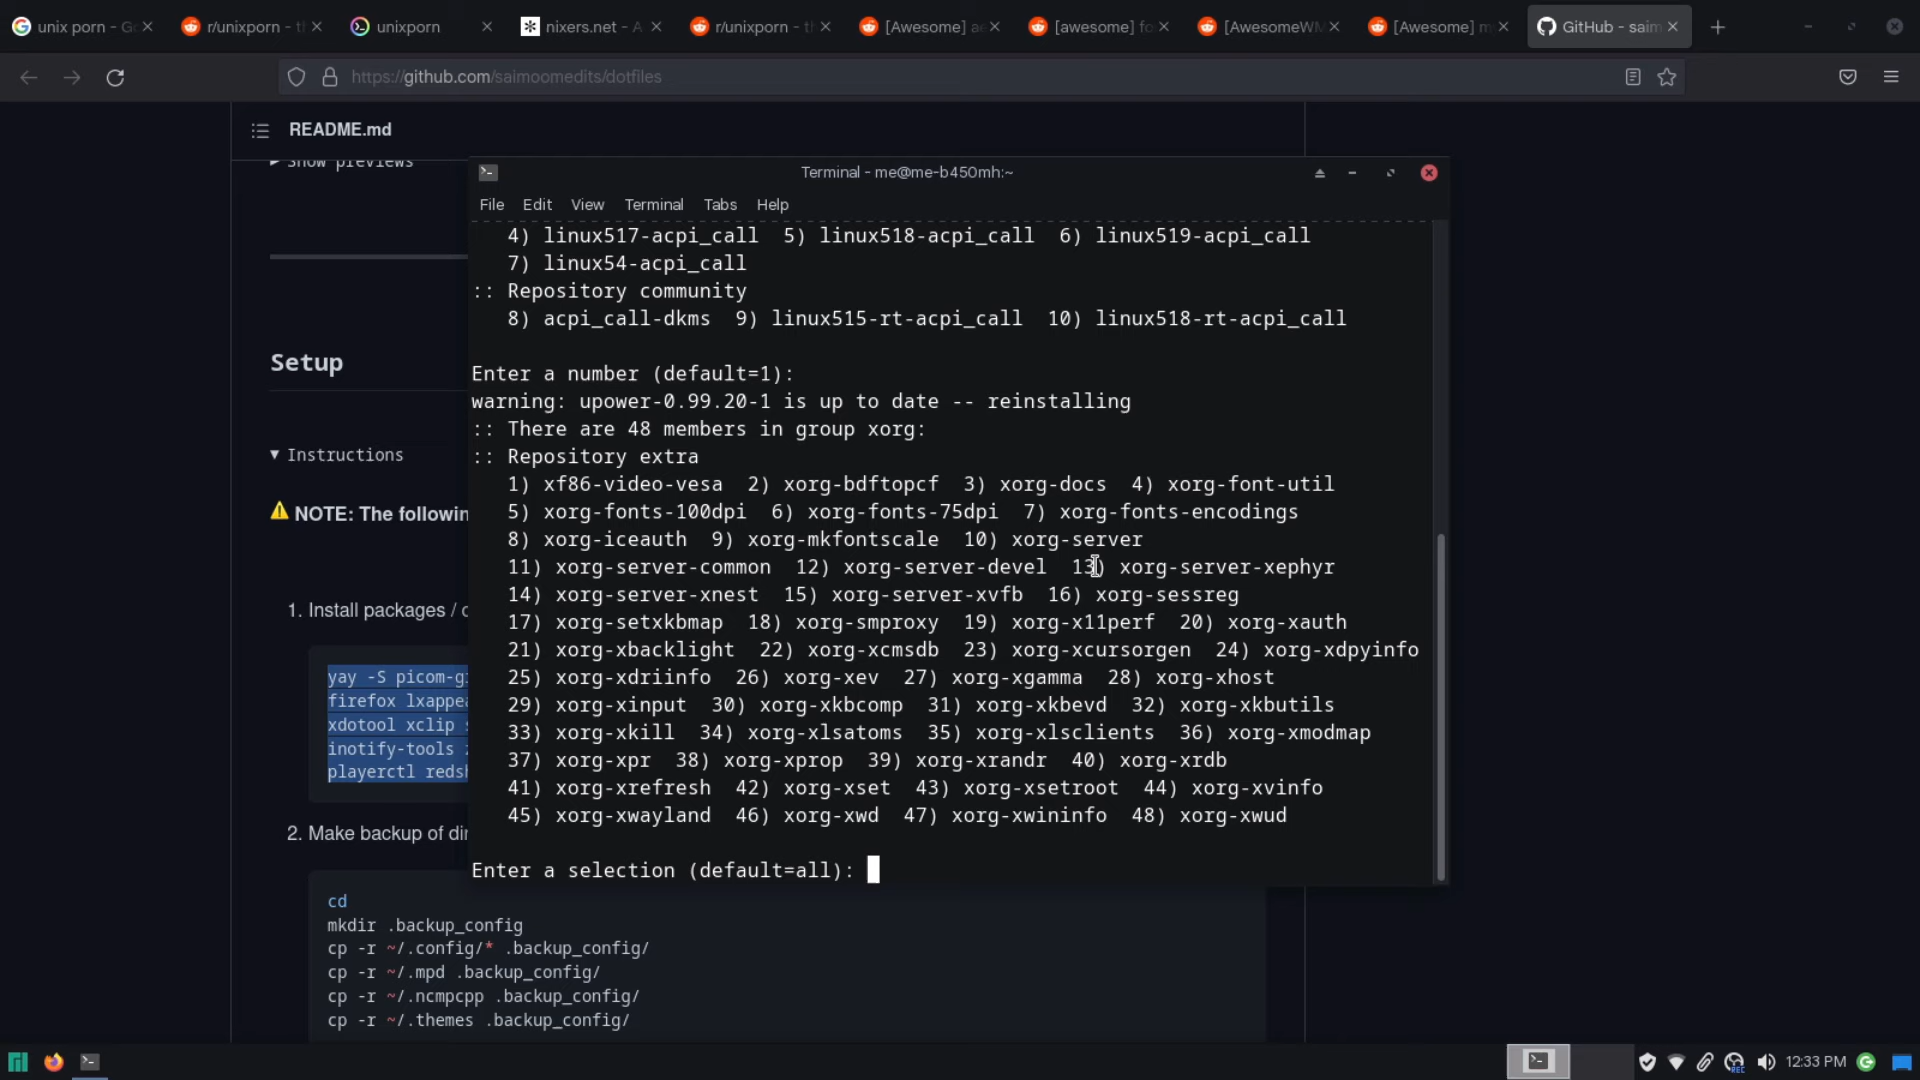 unix porn - Go
r/unixporn - th
unixporn
nixers.net - A
r/unixporn - th
[Awesome] ae
[awesome] fo
[AwesomeWM
[Awesome] m
GitHub - saim
https://github.com/saimoomedits/dotfiles
README.md
Show previews
Terminal - me@me-b450mh:~
File Edit View Terminal Tabs Help
4) linux517-acpi_call 5) linux518-acpi_call 6) linux519-acpi_call
7) linux54-acpi_call
:: Repository community
8) acpi_call-dkms 9) linux515-rt-acpi_call 10) linux518-rt-acpi_call
Enter a number (default=1):
warning: upower-0.99.20-1 is up to date -- reinstalling
:: There are 48 members in group xorg:
:: Repository extra
1) xf86-video-vesa 2) xorg-bdftopcf 3) xorg-docs 4) xorg-font-util
5) xorg-fonts-100dpi 6) xorg-fonts-75dpi 7) xorg-fonts-encodings
8) xorg-iceauth 9) xorg-mkfontscale 10) xorg-server
11) xorg-server-common 12) xorg-server-devel 13) xorg-server-xephyr
14) xorg-server-xnest 15) xorg-server-xvfb 16) xorg-sessreg
17) xorg-setxkbmap 18) xorg-smproxy 19) xorg-x11perf 20) xorg-xauth
21) xorg-xbacklight 22) xorg-xcmsdb 23) xorg-xcursorgen 24) xorg-xdpyinfo
25) xorg-xdriinfo 26) xorg-xev 27) xorg-xgamma 28) xorg-xhost
29) xorg-xinput 30) xorg-xkbcomp 31) xorg-xkbevd 32) xorg-xkbutils
33) xorg-xkill 34) xorg-xlsatoms 35) xorg-xlsclients 36) xorg-xmodmap
37) xorg-xpr 38) xorg-xprop 39) xorg-xrandr 40) xorg-xrdb
41) xorg-xrefresh 42) xorg-xset 43) xorg-xsetroot 44) xorg-xvinfo
45) xorg-xwayland 46) xorg-xwd 47) xorg-xwininfo 48) xorg-xwud
Enter a selection (default=all):
Setup
Instructions
NOTE: The followin
1. Install packages / d
yay -S picom-gi
firefox lxappea
xdotool xclip s
inotify-tools
playerctl redsh
2. Make backup of dir
cd
mkdir .backup_config
cp -r ~/.config/* .backup_config/
cp -r ~/.mpd .backup_config/
cp -r ~/.ncmpcpp .backup_config/
cp -r ~/.themes .backup_config/
REC
12:33 PM